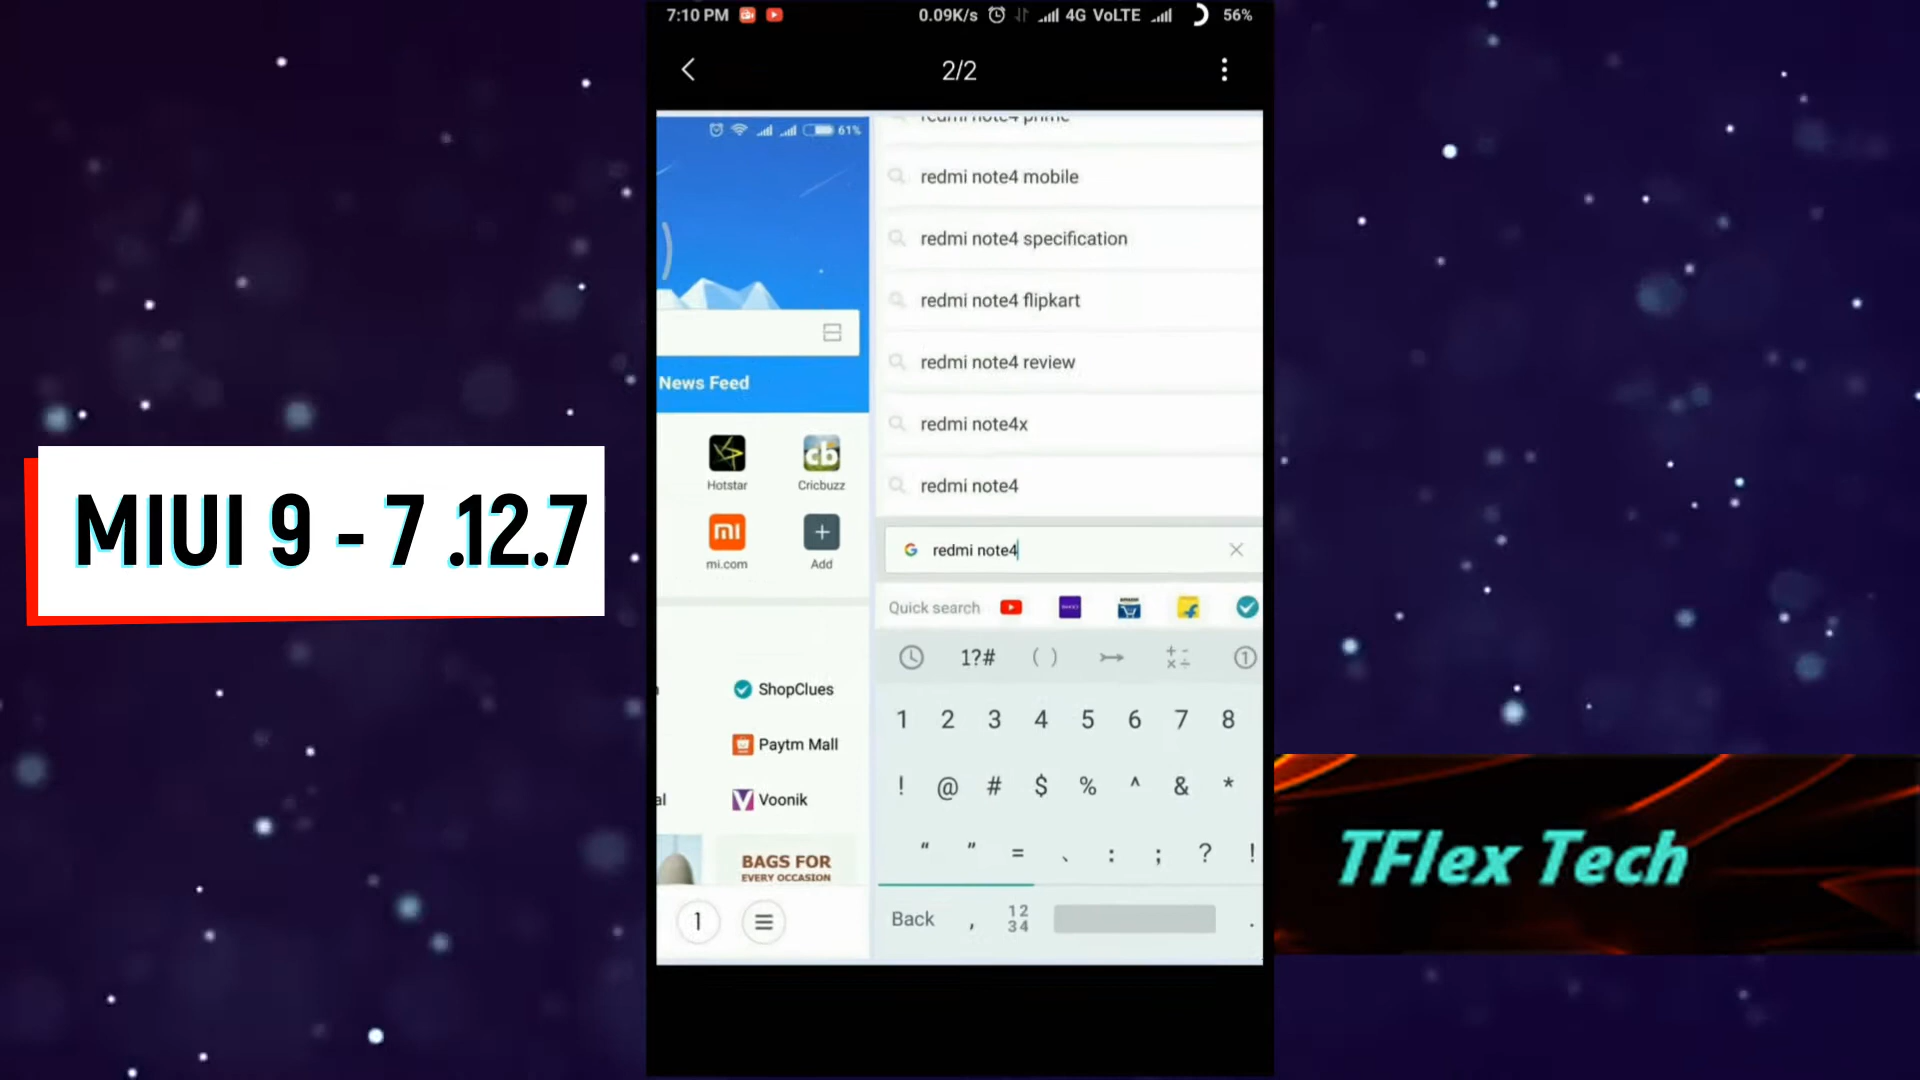 7:10 PM
0.09K/s
4G VoLTE
56%
2/2
61%
News Feed
Hotstar
Cricbuzz
mi.com
Add
ShopClues
Paytm Mall
Voonik
BAGS FOR
EVERY OCCASION
1
redmi note4 prime
redmi note4 mobile
redmi note4 specification
redmi note4 flipkart
redmi note4 review
redmi note4x
redmi note4
redmi note4
Quick search
1?# ( )
1 2 3 4 5 6 7 8
! @ # $ % ^ & *
“ ” = 、 : ; ? !
Back , 12 34 .
MIUI 9 - 7 .12.7
TFlex Tech